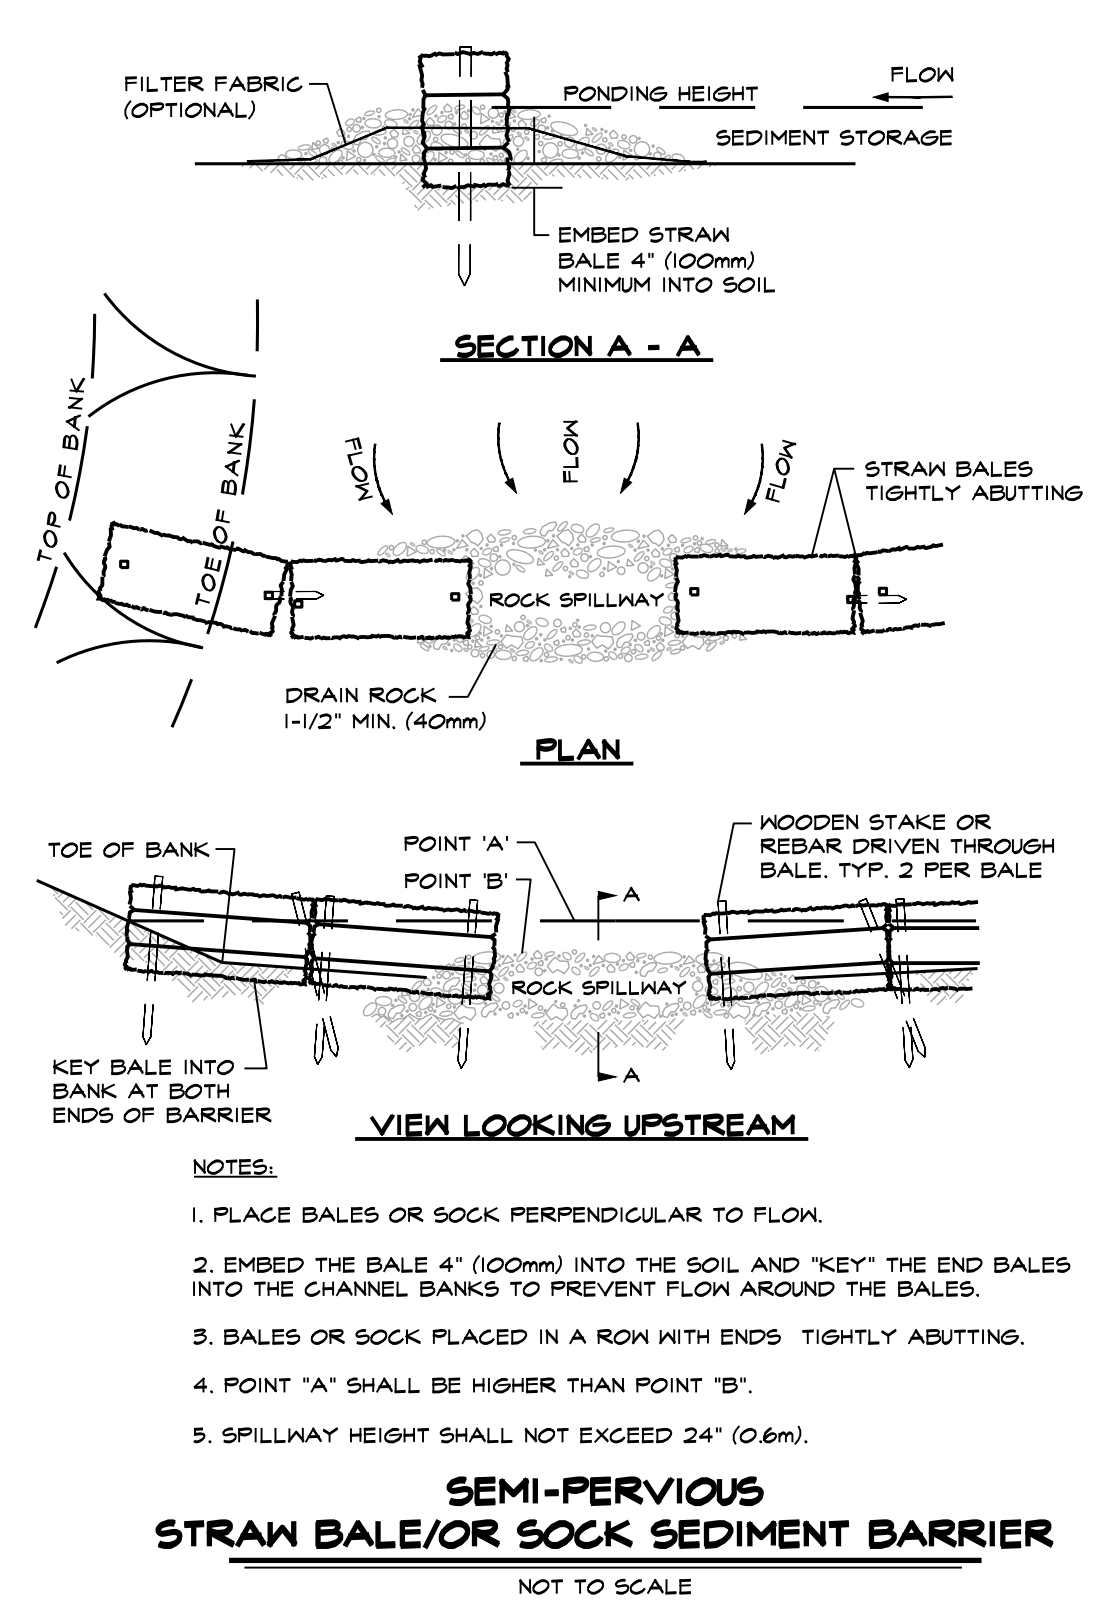 FILTER FABRIC
(OPTIONAL)
PONDING HEIGHT
FLOW
SEDIMENT STORAGE
EMBED STRAW
BALE 4" (100mm)
MINIMUM INTO SOIL
SECTION A - A
TOP OF BANK
TOE OF BANK
FLOW
FLOW
FLOW
STRAW BALES
TIGHTLY ABUTTING
ROCK SPILLWAY
DRAIN ROCK
1-1/2" MIN. (40mm)
PLAN
TOE OF BANK
POINT 'A'
POINT 'B'
WOODEN STAKE OR
REBAR DRIVEN THROUGH
BALE. TYP. 2 PER BALE
A
ROCK SPILLWAY
A
KEY BALE INTO
BANK AT BOTH
ENDS OF BARRIER
VIEW LOOKING UPSTREAM
NOTES:
1. PLACE BALES OR SOCK PERPENDICULAR TO FLOW.
2. EMBED THE BALE 4" (100mm) INTO THE SOIL AND "KEY" THE END BALES
INTO THE CHANNEL BANKS TO PREVENT FLOW AROUND THE BALES.
3. BALES OR SOCK PLACED IN A ROW WITH ENDS TIGHTLY ABUTTING.
4. POINT "A" SHALL BE HIGHER THAN POINT "B".
5. SPILLWAY HEIGHT SHALL NOT EXCEED 24" (0.6m).
SEMI-PERVIOUS
STRAW BALE/OR SOCK SEDIMENT BARRIER
NOT TO SCALE